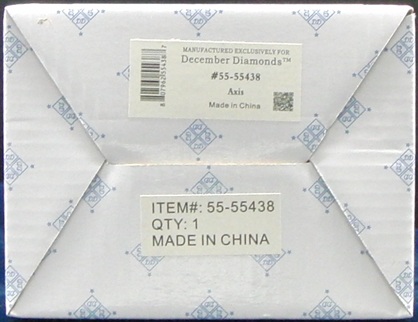 MANUFACTURED EXCLUSIVELY FOR
December Diamonds™
#55-55438
Axis
Made in China
ITEM#: 55-55438
QTY: 1
MADE IN CHINA